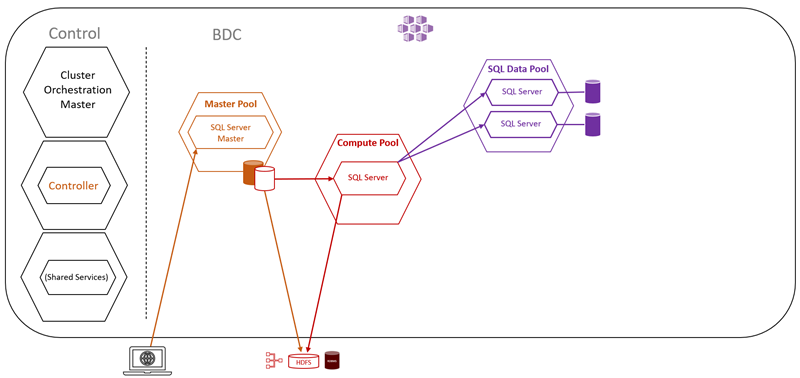 Control
BDC
Cluster
Orchestration
Master
Controller
(Shared Services)
Master Pool
SQL Server
Master
Compute Pool
SQL Server
SQL Data Pool
SQL Server
SQL Server
HDFS